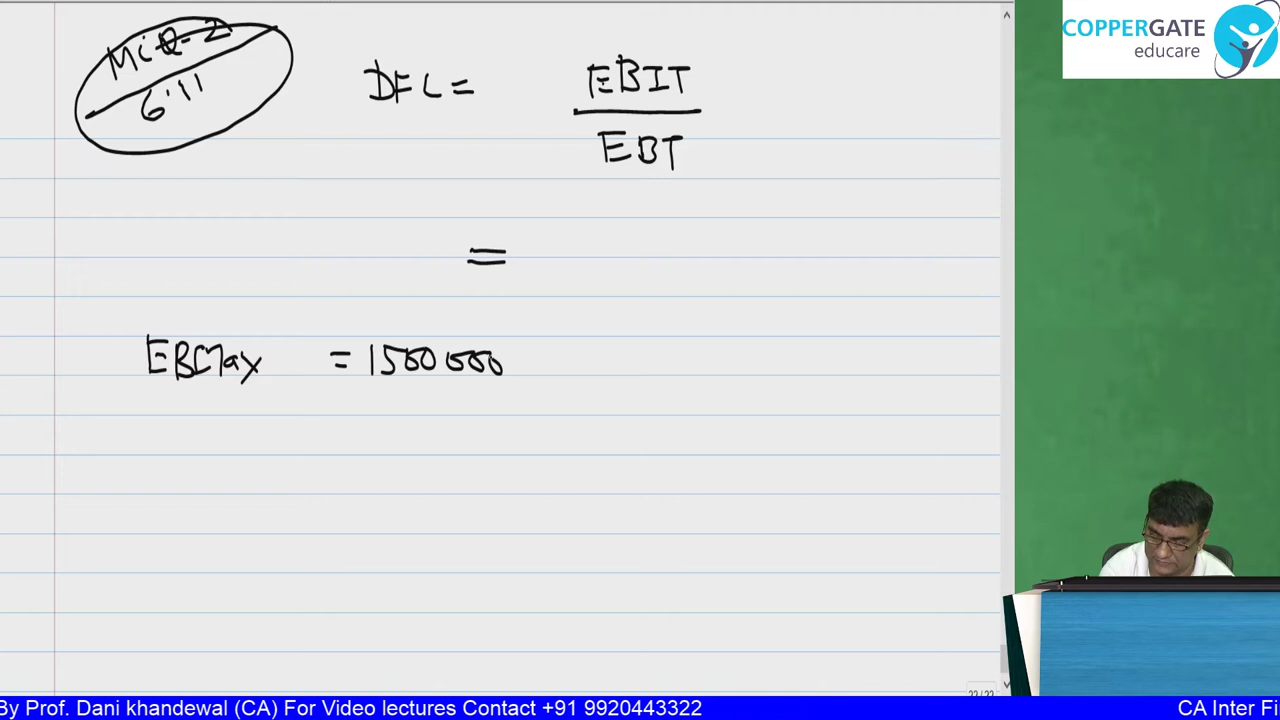 MCQ-2
6.11
DFL = EBIT
EBT
=
= 1500000
COPPERGATE
educare
By Prof. Dani khandewal (CA) For Video lectures Contact +91 9920443322
CA Inter Fi